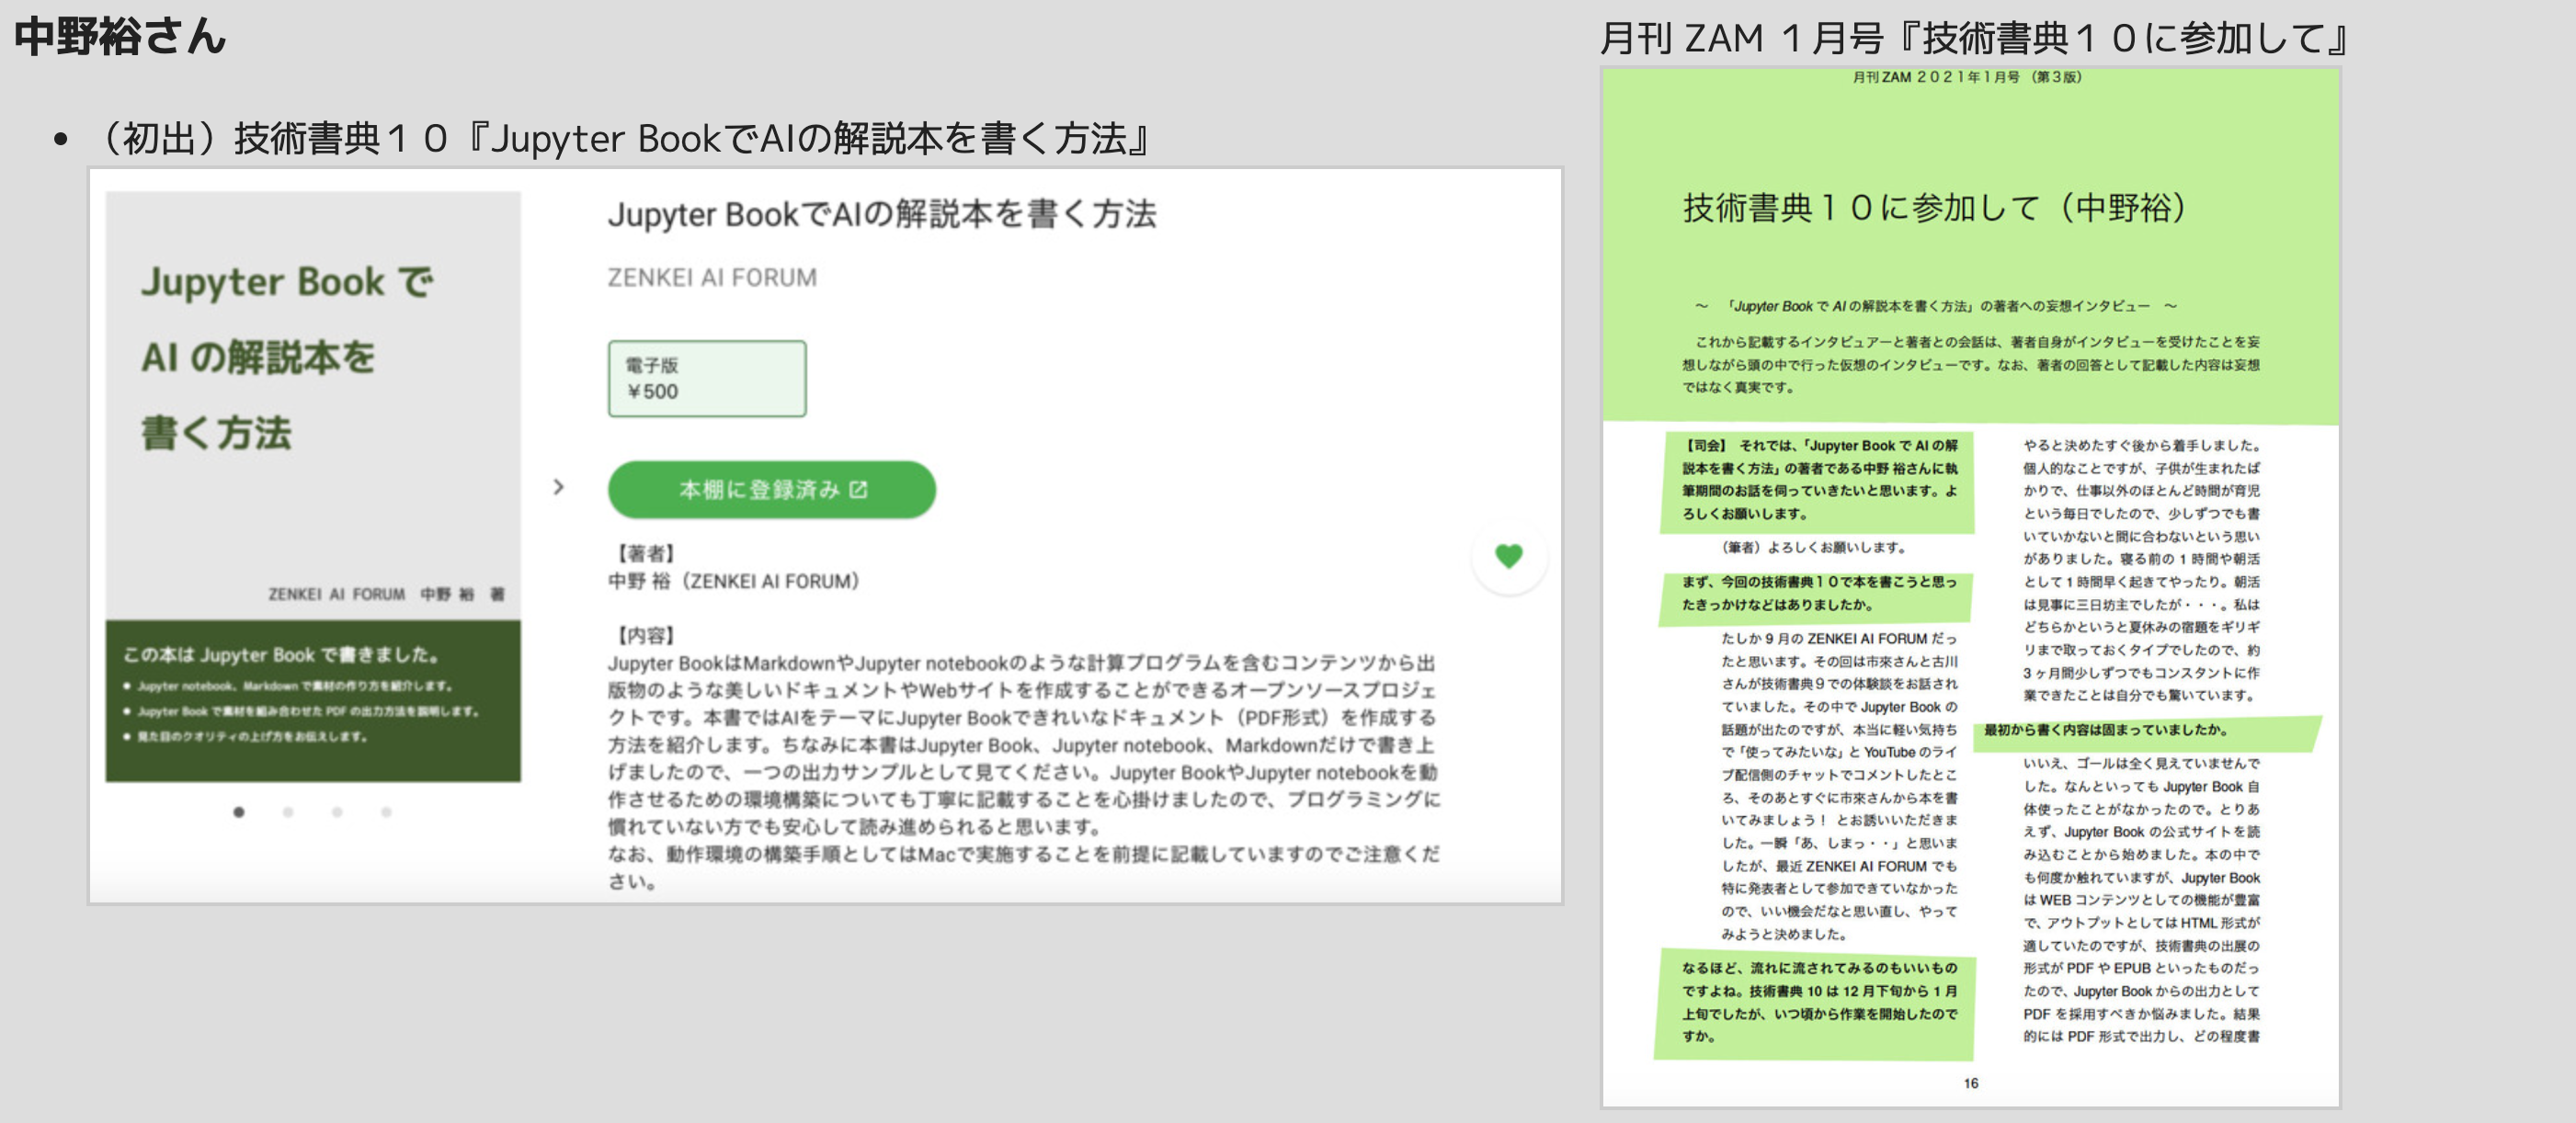 中野裕さん
• （初出）技術書典１０『Jupyter BookでAIの解説本を書く方法』
Jupyter Book で
AI の解説本を
書く方法
ZENKEI AI FORUM　中野 裕　著
この本は Jupyter Book で書きました。
● Jupyter notebook、Markdown で素材の作り方を紹介します。
● Jupyter Book で素材を組み合わせた PDF の出力方法を説明します。
● 見た目のクオリティの上げ方をお伝えします。
Jupyter BookでAIの解説本を書く方法
ZENKEI AI FORUM
電子版
￥500
本棚に登録済み
【著者】
中野 裕（ZENKEI AI FORUM）
【内容】
Jupyter BookはMarkdownやJupyter notebookのような計算プログラムを含むコンテンツから出
版物のような美しいドキュメントやWebサイトを作成することができるオープンソースプロジェ
クトです。本書ではAIをテーマにJupyter Bookできれいなドキュメント（PDF形式）を作成する
方法を紹介します。ちなみに本書はJupyter Book、Jupyter notebook、Markdownだけで書き上
げましたので、一つの出力サンプルとして見てください。Jupyter BookやJupyter notebookを動
作させるための環境構築についても丁寧に記載することを心掛けましたので、プログラミングに
慣れていない方でも安心して読み進められると思います。
なお、動作環境の構築手順としてはMacで実施することを前提に記載していますのでご注意くだ
さい。
月刊 ZAM １月号『技術書典１０に参加して』
月刊 ZAM ２０２１年１月号 （第３版）
技術書典１０に参加して（中野裕）
～　「Jupyter Book で AI の解説本を書く方法」の著者への妄想インタビュー　～
これから記載するインタビュアーと著者との会話は、著者自身がインタビューを受けたことを妄
想しながら頭の中で行った仮想のインタビューです。なお、著者の回答として記載した内容は妄想
ではなく真実です。
【司会】 それでは、「Jupyter Book で AI の解
説本を書く方法」の著者である中野 裕さんに執
筆期間のお話を伺っていきたいと思います。よ
ろしくお願いします。
（筆者）よろしくお願いします。
まず、今回の技術書典１０で本を書こうと思っ
たきっかけなどはありましたか。
たしか 9 月の ZENKEI AI FORUM だっ
たと思います。その回は市來さんと古川
さんが技術書典９での体験談をお話され
ていました。その中で Jupyter Book の
話題が出たのですが、本当に軽い気持ち
で「使ってみたいな」と YouTube のライ
ブ配信側のチャットでコメントしたとこ
ろ、そのあとすぐに市來さんから本を書
いてみましょう！ とお誘いいただきま
した。一瞬「あ、しまっ・・」と思いま
したが、最近 ZENKEI AI FORUM でも
特に発表者として参加できていなかった
ので、いい機会だなと思い直し、やって
みようと決めました。
なるほど、流れに流されてみるのもいいもの
ですよね。技術書典 10 は 12 月下旬から 1 月
上旬でしたが、いつ頃から作業を開始したので
すか。
やると決めたすぐ後から着手しました。
個人的なことですが、子供が生まれたば
かりで、仕事以外のほとんど時間が育児
という毎日でしたので、少しずつでも書
いていかないと間に合わないという思い
がありました。寝る前の 1 時間や朝活
として 1 時間早く起きてやったり。朝活
は見事に三日坊主でしたが・・・。私は
どちらかというと夏休みの宿題をギリギ
リまで取っておくタイプでしたので、約
3 ヶ月間少しずつでもコンスタントに作
業できたことは自分でも驚いています。
最初から書く内容は固まっていましたか。
いいえ、ゴールは全く見えていませんで
した。なんといっても Jupyter Book 自
体使ったことがなかったので。とりあ
えず、Jupyter Book の公式サイトを読
み込むことから始めました。本の中で
も何度か触れていますが、Jupyter Book
は WEB コンテンツとしての機能が豊富
で、アウトプットとしては HTML 形式が
適していたのですが、技術書典の出展の
形式が PDF や EPUB といったものだっ
たので、Jupyter Book からの出力として
PDF を採用すべきか悩みました。結果
的には PDF 形式で出力し、どの程度書
16